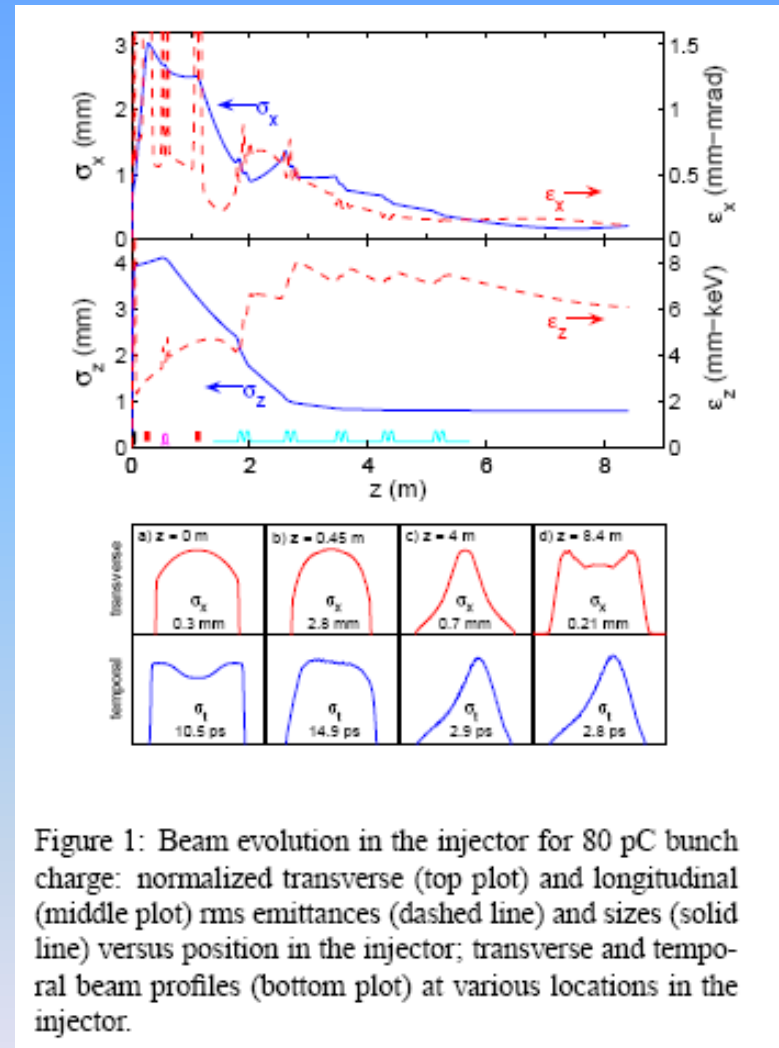 3
2
1
0
σx (mm)
σx
εx
1.5
1
0.5
0
εx (mm-mrad)
4
3
2
1
0
σz (mm)
σz
εz
8
6
4
2
0
εz (mm-keV)
0 2 4 6 8
z (m)
transverse
a) z = 0 m
σx
0.3 mm
b) z = 0.45 m
σx
2.8 mm
c) z = 4 m
σx
0.7 mm
d) z = 8.4 m
σx
0.21 mm
temporal
σt
10.5 ps
σt
14.9 ps
σt
2.9 ps
σt
2.8 ps
Figure 1: Beam evolution in the injector for 80 pC bunch
charge: normalized transverse (top plot) and longitudinal
(middle plot) rms emittances (dashed line) and sizes (solid
line) versus position in the injector; transverse and tempo-
ral beam profiles (bottom plot) at various locations in the
injector.